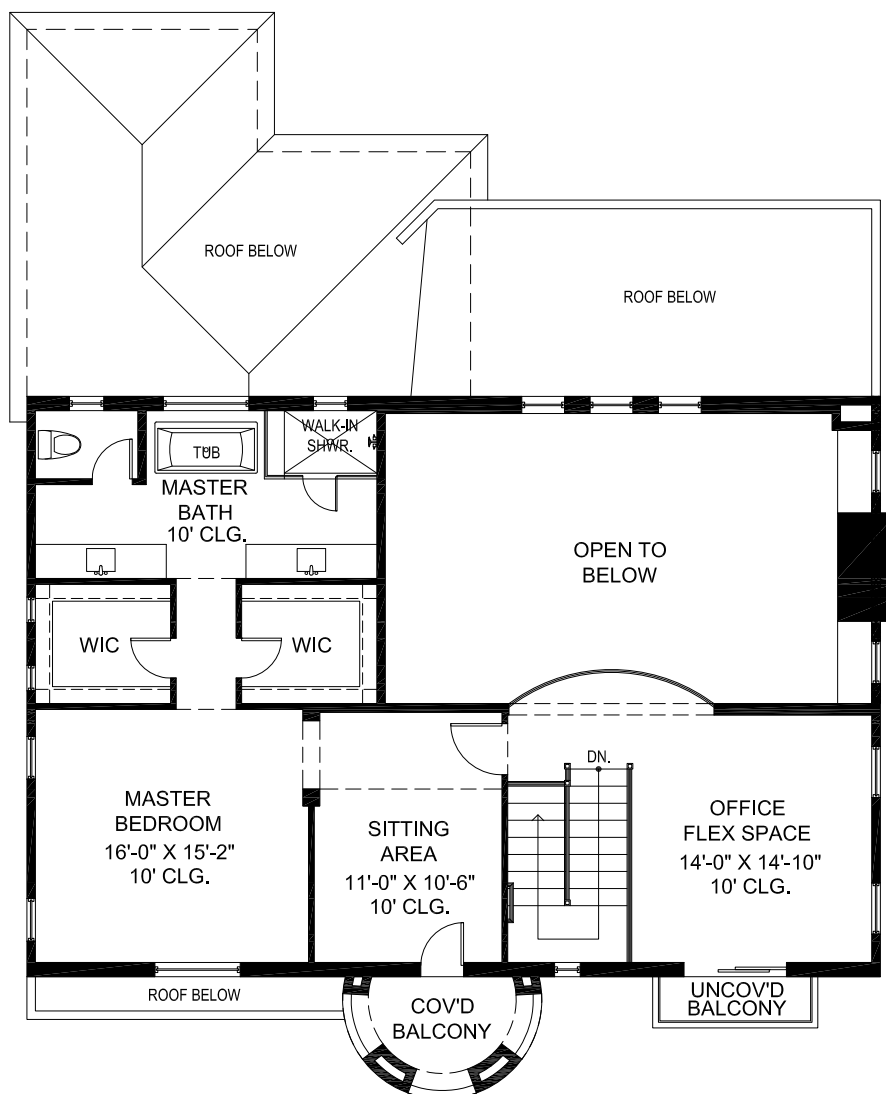 ROOF BELOW
ROOF BELOW
WALK-IN
SHWR.
TUB
MASTER
BATH
10' CLG.
OPEN TO
BELOW
WIC
WIC
DN.
MASTER
BEDROOM
16'-0" X 15'-2"
10' CLG.
SITTING
AREA
11'-0" X 10'-6"
10' CLG.
OFFICE
FLEX SPACE
14'-0" X 14'-10"
10' CLG.
ROOF BELOW
COV'D
BALCONY
UNCOV'D
BALCONY